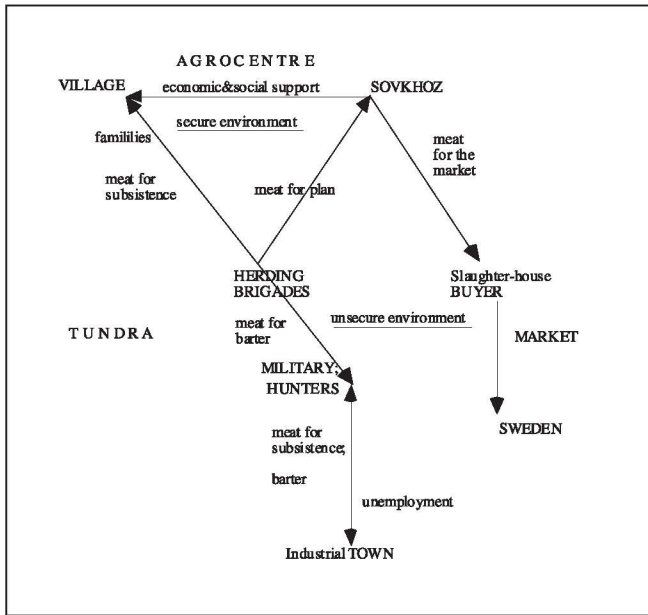 AGROCENTRE
VILLAGE
economic&social support
SOVKHOZ
famililies
secure environment
meat
for the
market
meat for
subsistence
meat for plan
HERDING
BRIGADES
Slaughter-house
BUYER
meat for
barter
unsecure environment
TUNDRA
MARKET
MILITARY;
HUNTERS
meat for
subsistence;
SWEDEN
barter
unemployment
Industrial TOWN